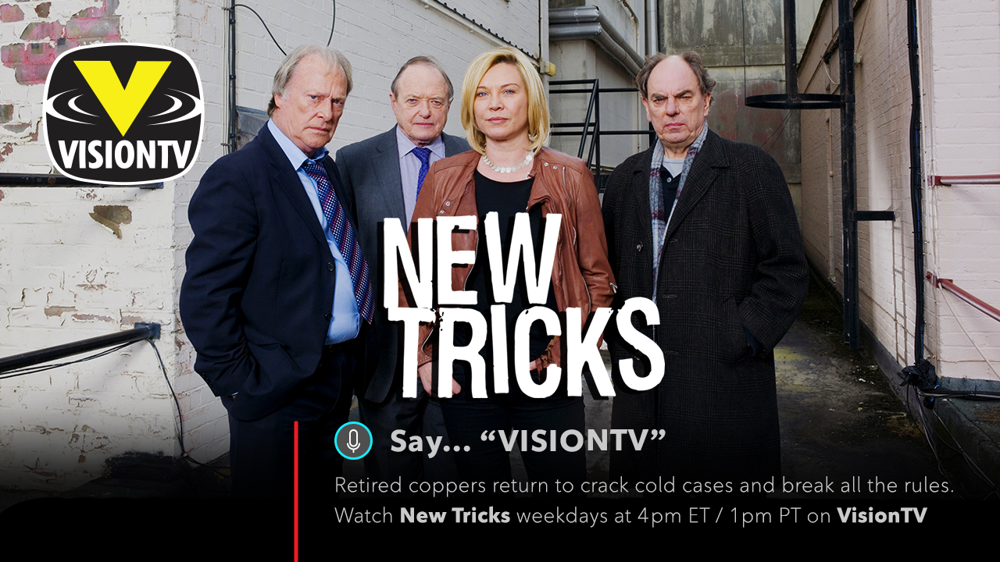 V
VISIONTV
NEW
TRICKS
Say... “VISIONTV”
Retired coppers return to crack cold cases and break all the rules.
Watch New Tricks weekdays at 4pm ET / 1pm PT on VisionTV